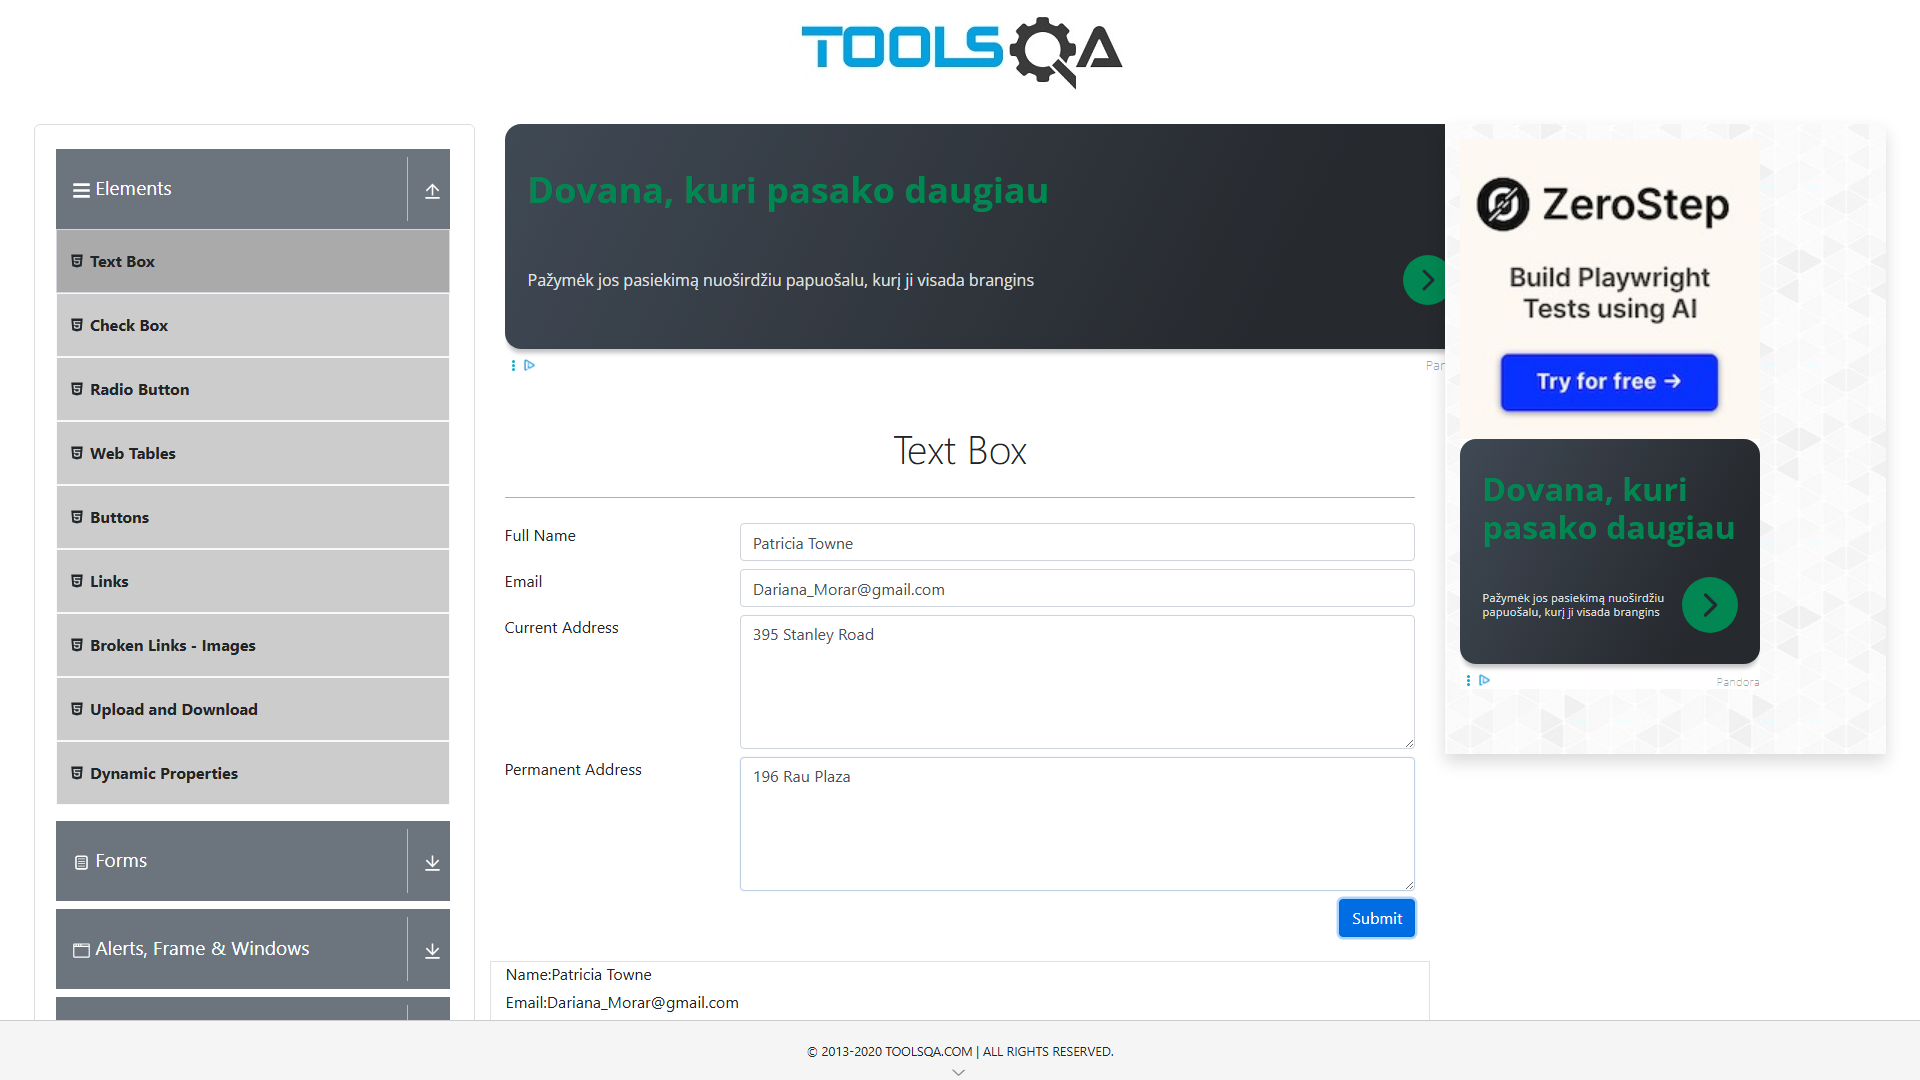 TOOLSQA
Elements
Text Box
Check Box
Radio Button
Web Tables
Buttons
Links
Broken Links - Images
Upload and Download
Dynamic Properties
Forms
Alerts, Frame & Windows
Dovana, kuri pasako daugiau
Pažymėk jos pasiekimą nuoširdžiu papuošalu, kurį ji visada brangins
Text Box
Full Name
Patricia Towne
Email
Dariana_Morar@gmail.com
Current Address
395 Stanley Road
Permanent Address
196 Rau Plaza
Submit
Name:Patricia Towne
Email:Dariana_Morar@gmail.com
ZeroStep
Build Playwright
Tests using AI
Try for free →
Dovana, kuri
pasako daugiau
Pažymėk jos pasiekimą nuoširdžiu
papuošalu, kurį ji visada brangins
Pandora
© 2013-2020 TOOLSQA.COM | ALL RIGHTS RESERVED.